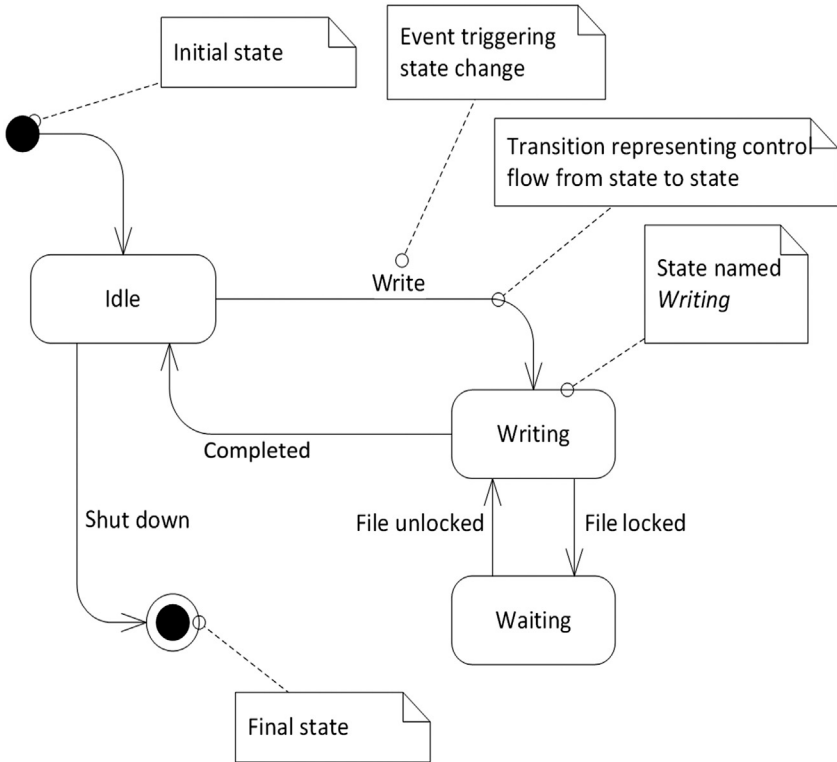 Initial state
Event triggering
state change
Transition representing control
flow from state to state
State named
Writing
Idle
Write
Writing
Completed
Shut down
File unlocked
File locked
Waiting
Final state